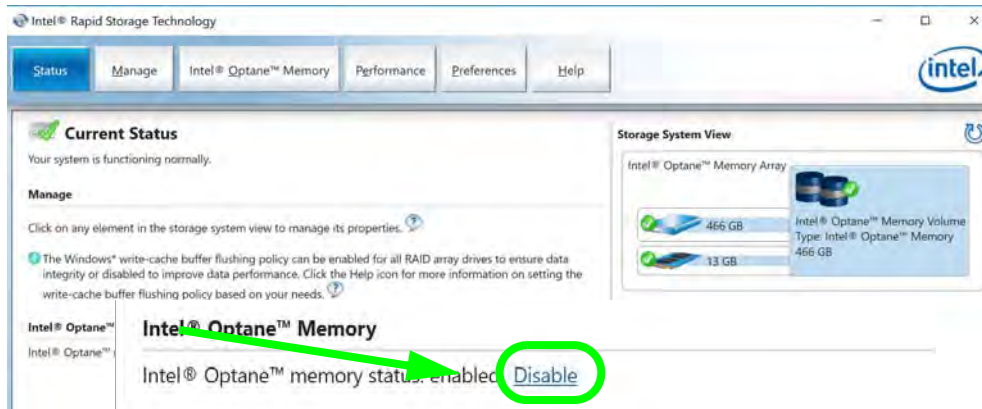 Intel® Rapid Storage Technology
Status
Manage
Intel® Optane™ Memory
Performance
Preferences
Help
intel.
Current Status
Your system is functioning normally.
Manage
Click on any element in the storage system view to manage its properties.
The Windows* write-cache buffer flushing policy can be enabled for all RAID array drives to ensure data
integrity or disabled to improve data performance. Click the Help icon for more information on setting the
write-cache buffer flushing policy based on your needs.
Intel® Optane™
Intel® Optane™
Storage System View
Intel® Optane™ Memory Array
466 GB
13 GB
Intel® Optane™ Memory Volume
Type: Intel® Optane™ Memory
466 GB
Intel® Optane™ Memory
Intel® Optane™ memory status: enabled Disable